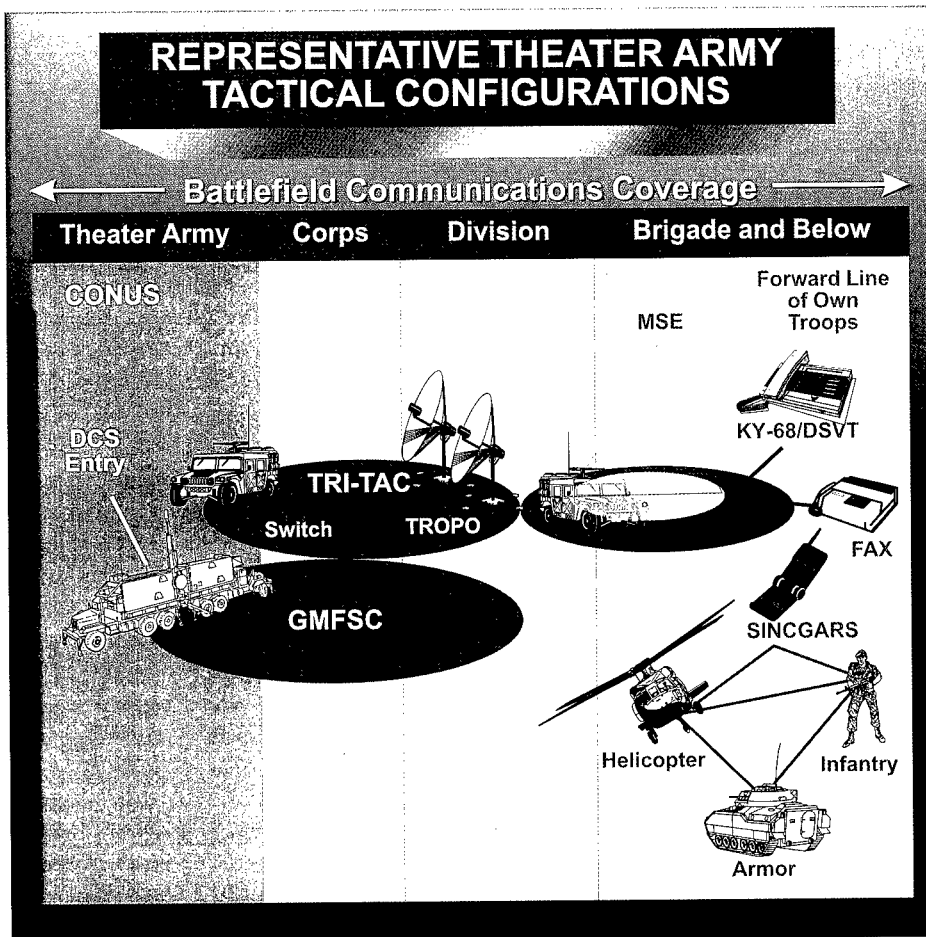 REPRESENTATIVE THEATER ARMY
TACTICAL CONFIGURATIONS
Battlefield Communications Coverage
Theater Army Corps Division Brigade and Below
CONUS
MSE
Forward Line
of Own
Troops
KY-68/DSVT
DCS
Entry
TRI-TAC
Switch
TROPO
FAX
GMFSC
SINCGARS
Helicopter
Infantry
Armor